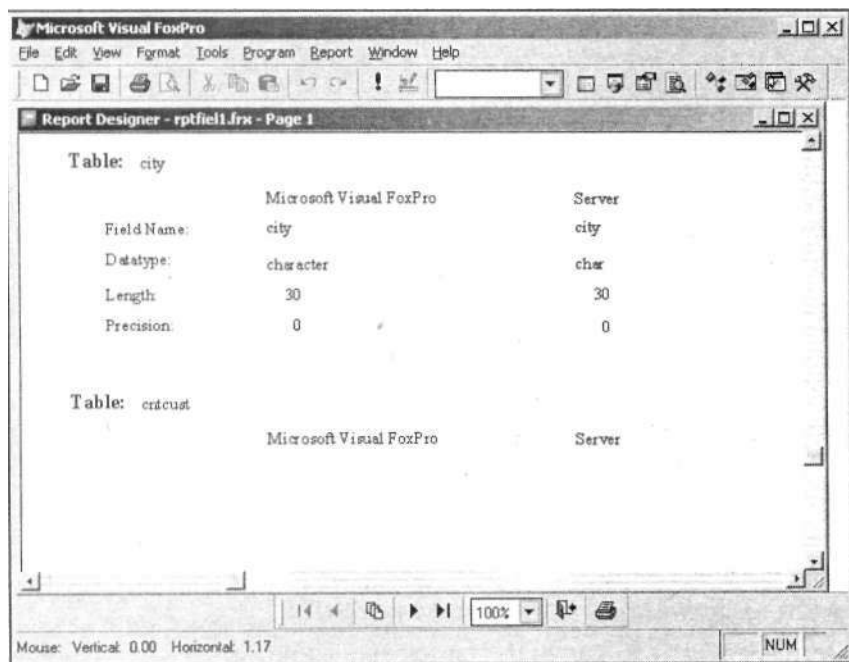 Microsoft Visual FoxPro
File Edit View Format Tools Program Report Window Help
Report Designer - rptfiel1.frx - Page 1
Table: city
Microsoft Visual FoxPro Server
Field Name: city city
Datatype: character char
Length: 30 30
Precision: 0 0
Table: cntcust
Microsoft Visual FoxPro Server
100%
Mouse: Vertical: 0.00 Horizontal: 1.17 NUM